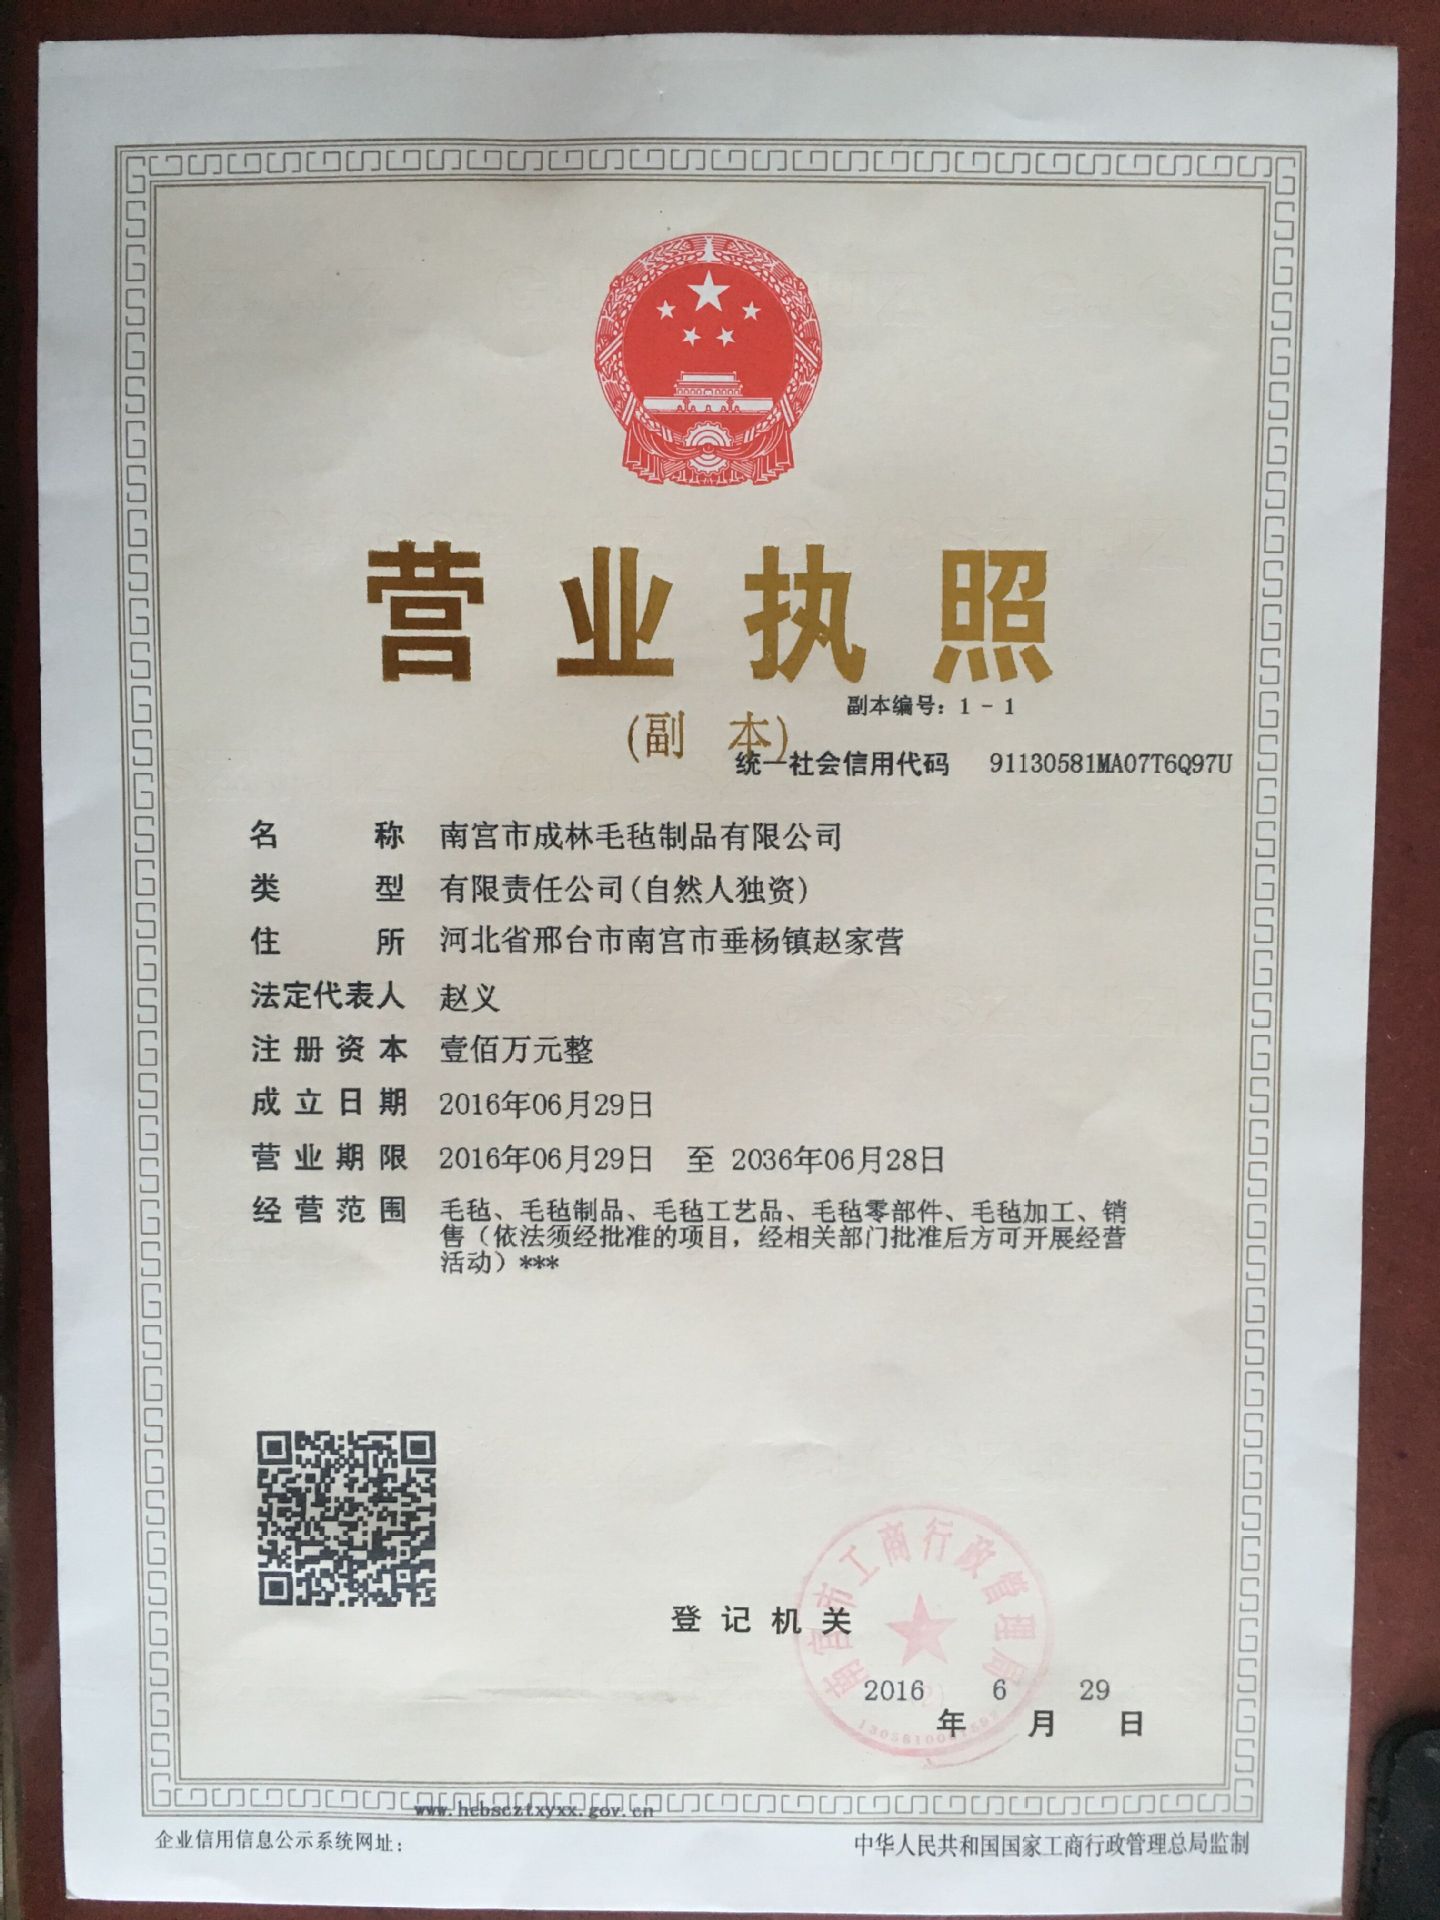 营业执照
副本编号：1-1
(副 本)
统一社会信用代码 91130581MA07T6Q97U
名 称 南宫市成林毛毡制品有限公司
类 型 有限责任公司(自然人独资)
住 所 河北省邢台市南宫市垂杨镇赵家营
法定代表人 赵义
注册资本 壹佰万元整
成立日期 2016年06月29日
营业期限 2016年06月29日 至 2036年06月28日
经营范围 毛毡、毛毡制品、毛毡工艺品、毛毡零部件、毛毡加工、销
售（依法须经批准的项目，经相关部门批准后方可开展经营
活动）***
南宫市工商行政管理局
登记机关
2016 6 29
年 月 日
www.hebscztxyxx.gov.cn
企业信用信息公示系统网址：
中华人民共和国国家工商行政管理总局监制